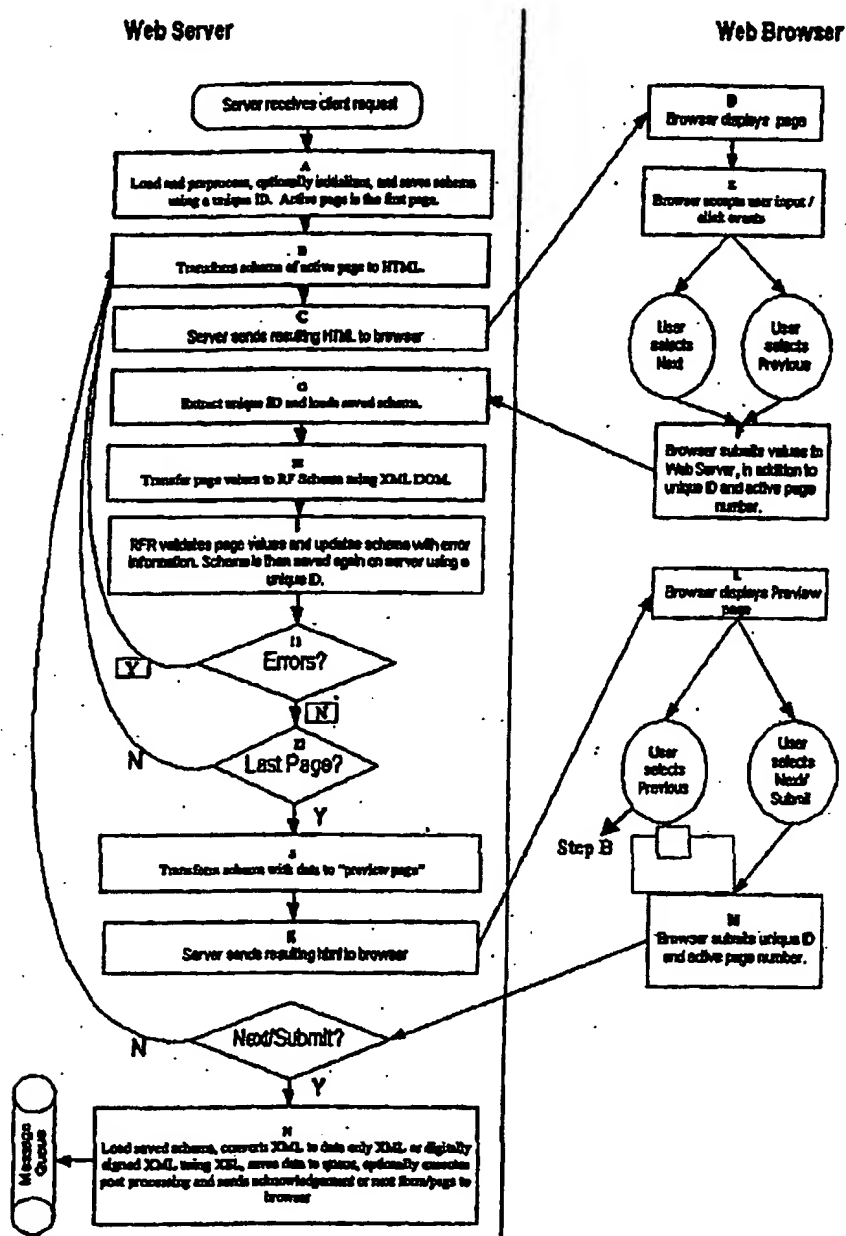 Web Server
Server receives client request
A
Load and preprocess, optionally initializes, and saves schema
using a unique ID. Active page is the first page.
B
Transform schema of active page to HTML.
C
Server sends resulting HTML to browser
G
Extract unique ID and loads saved schema.
H
Transfer page values to RF Schema using XML DOM.
I
RFR validates page values and updates schema with error
information. Schema is then saved again on server using a
unique ID.
I1
Errors?
Y
N
I2
Last Page?
N
Y
J
Transform schema with data to "preview page"
K
Server sends resulting html to browser
Next/Submit?
N
Y
N
Load saved schema, converts XML to data only XML or digitally
signed XML using XSL, saves data to queue, optionally executes
post processing and sends acknowledgement or next form/page to
browser
Message
Queue
Web Browser
D
Browser displays page
E
Browser accepts user input /
click events
User
selects
Next
User
selects
Previous
F
Browser submits values to
Web Server, in addition to
unique ID and active page
number.
L
Browser displays Preview
page
User
selects
Previous
User
selects
Next/
Submit
Step B
M
Browser submits unique ID
and active page number.